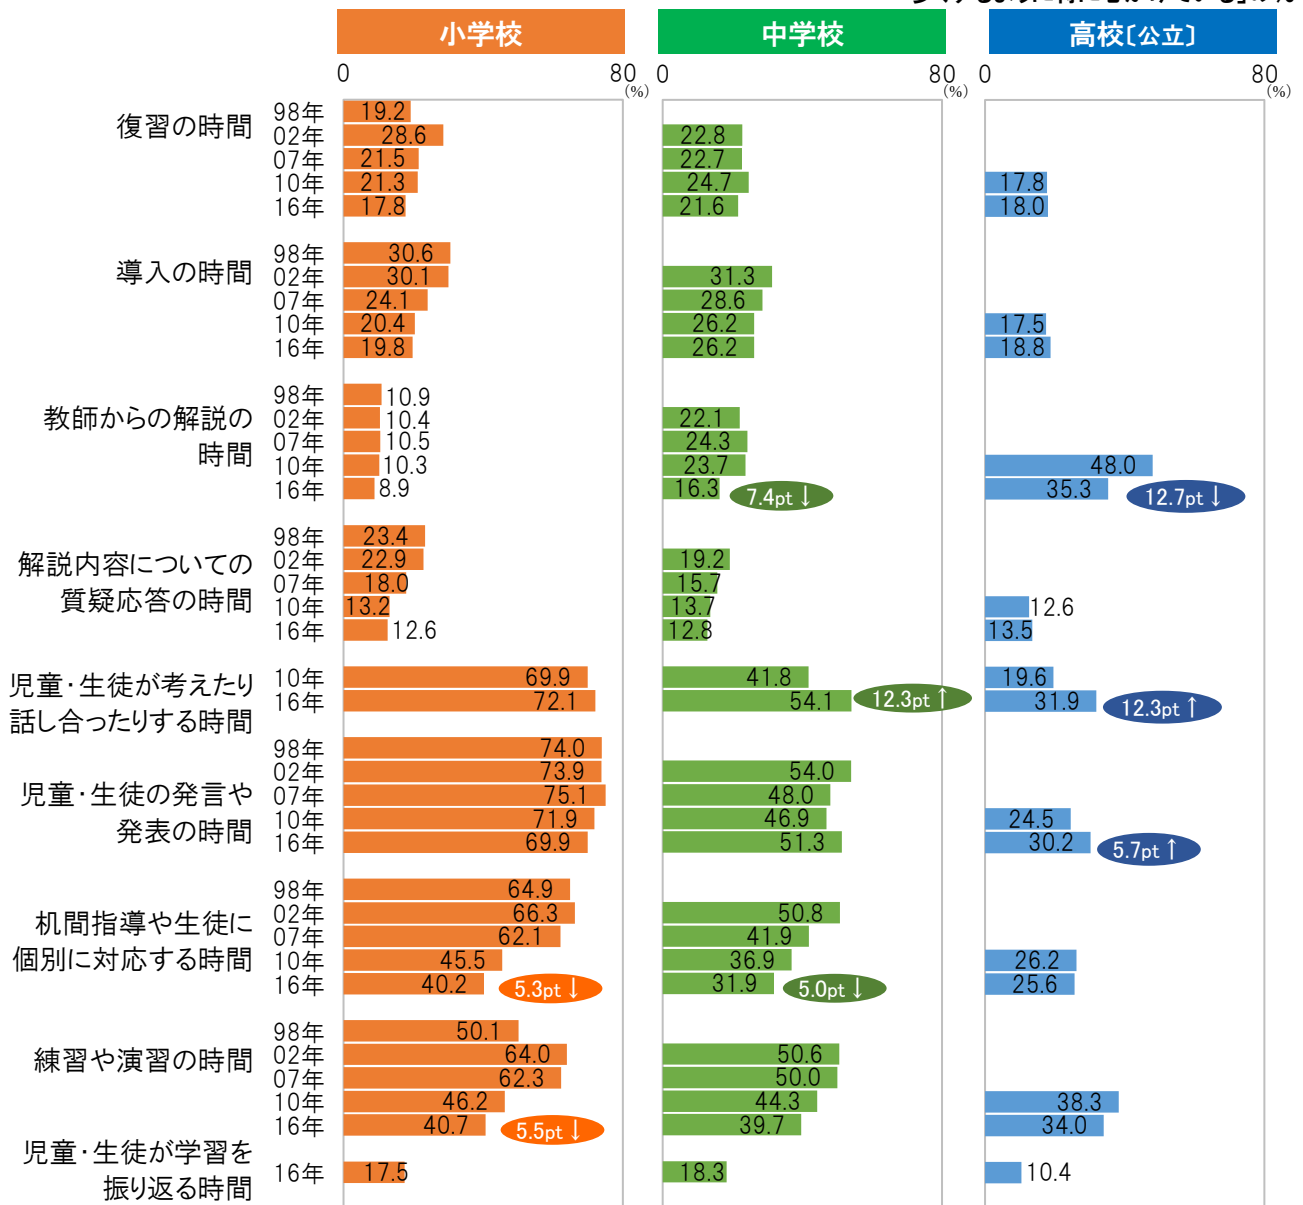 小学校 中学校 高校〔公立〕
0 80 0 80 0 80
(%) (%) (%)
復習の時間
98年 19.2
02年 28.6 22.8
07年 21.5 22.7
10年 21.3 24.7 17.8
16年 17.8 21.6 18.0
導入の時間
98年 30.6
02年 30.1 31.3
07年 24.1 28.6
10年 20.4 26.2 17.5
16年 19.8 26.2 18.8
教師からの解説の
時間
98年 10.9
02年 10.4 22.1
07年 10.5 24.3
10年 10.3 23.7 48.0
16年 8.9 16.3 7.4pt↓ 35.3 12.7pt↓
解説内容についての
質疑応答の時間
98年 23.4
02年 22.9 19.2
07年 18.0 15.7
10年 13.2 13.7 12.6
16年 12.6 12.8 13.5
児童・生徒が考えたり
話し合ったりする時間
10年 69.9 41.8 19.6
16年 72.1 54.1 12.3pt↑ 31.9 12.3pt↑
児童・生徒の発言や
発表の時間
98年 74.0
02年 73.9 54.0
07年 75.1 48.0
10年 71.9 46.9 24.5
16年 69.9 51.3 30.2 5.7pt↑
机間指導や生徒に
個別に対応する時間
98年 64.9
02年 66.3 50.8
07年 62.1 41.9
10年 45.5 36.9 26.2
16年 40.2 5.3pt↓ 31.9 5.0pt↓ 25.6
練習や演習の時間
98年 50.1
02年 64.0 50.6
07年 62.3 50.0
10年 46.2 44.3 38.3
16年 40.7 5.5pt↓ 39.7 34.0
児童・生徒が学習を
振り返る時間
16年 17.5 18.3 10.4